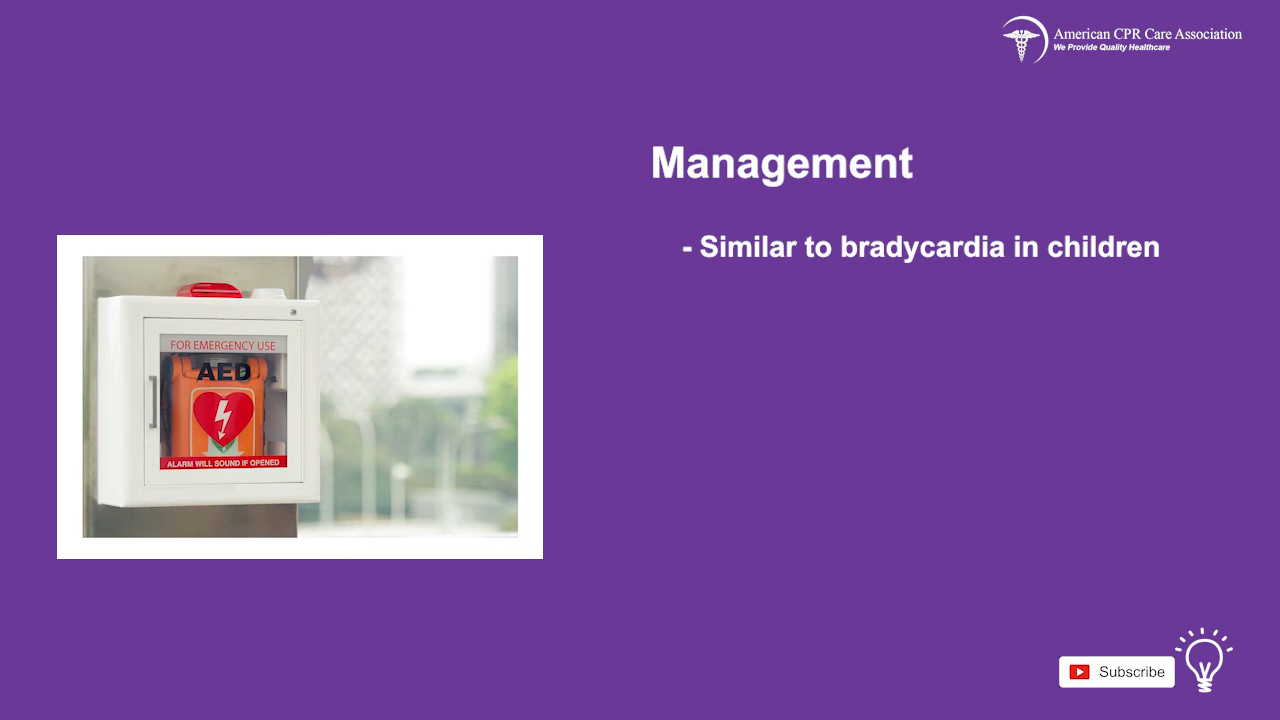 American CPR Care Association
We Provide Quality Healthcare
Management
- Similar to bradycardia in children
FOR EMERGENCY USE
AED
ALARM WILL SOUND IF OPENED
Subscribe